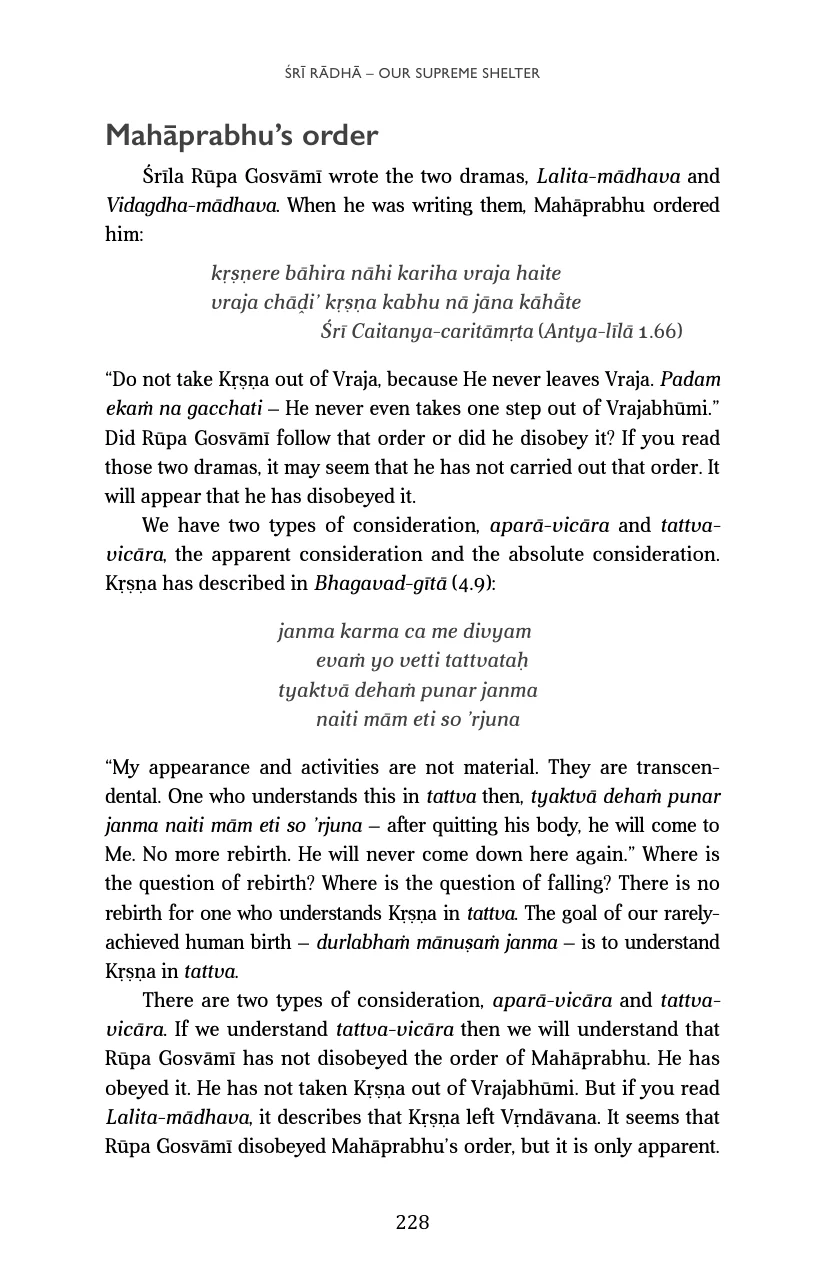 ŚRĪ RĀDHĀ – OUR SUPREME SHELTER
Mahāprabhu’s order
Śrīla Rūpa Gosvāmī wrote the two dramas, Lalita-mādhava and
Vidagdha-mādhava. When he was writing them, Mahāprabhu ordered
him:
kṛṣṇere bāhira nāhi kariha vraja haite
vraja chāḍi’ kṛṣṇa kabhu nā jāna kāhāṅte
Śrī Caitanya-caritāmṛta (Antya-līlā 1.66)
“Do not take Kṛṣṇa out of Vraja, because He never leaves Vraja. Padam
ekaṁ na gacchati – He never even takes one step out of Vrajabhūmi.”
Did Rūpa Gosvāmī follow that order or did he disobey it? If you read
those two dramas, it may seem that he has not carried out that order. It
will appear that he has disobeyed it.
We have two types of consideration, aparā-vicāra and tattva-
vicāra, the apparent consideration and the absolute consideration.
Kṛṣṇa has described in Bhagavad-gītā (4.9):
janma karma ca me divyam
evaṁ yo vetti tattvataḥ
tyaktvā dehaṁ punar janma
naiti mām eti so ’rjuna
“My appearance and activities are not material. They are transcen-
dental. One who understands this in tattva then, tyaktvā dehaṁ punar
janma naiti mām eti so ’rjuna – after quitting his body, he will come to
Me. No more rebirth. He will never come down here again.” Where is
the question of rebirth? Where is the question of falling? There is no
rebirth for one who understands Kṛṣṇa in tattva. The goal of our rarely-
achieved human birth – durlabhaṁ mānuṣaṁ janma – is to understand
Kṛṣṇa in tattva.
There are two types of consideration, aparā-vicāra and tattva-
vicāra. If we understand tattva-vicāra then we will understand that
Rūpa Gosvāmī has not disobeyed the order of Mahāprabhu. He has
obeyed it. He has not taken Kṛṣṇa out of Vrajabhūmi. But if you read
Lalita-mādhava, it describes that Kṛṣṇa left Vṛndāvana. It seems that
Rūpa Gosvāmī disobeyed Mahāprabhu’s order, but it is only apparent.
228